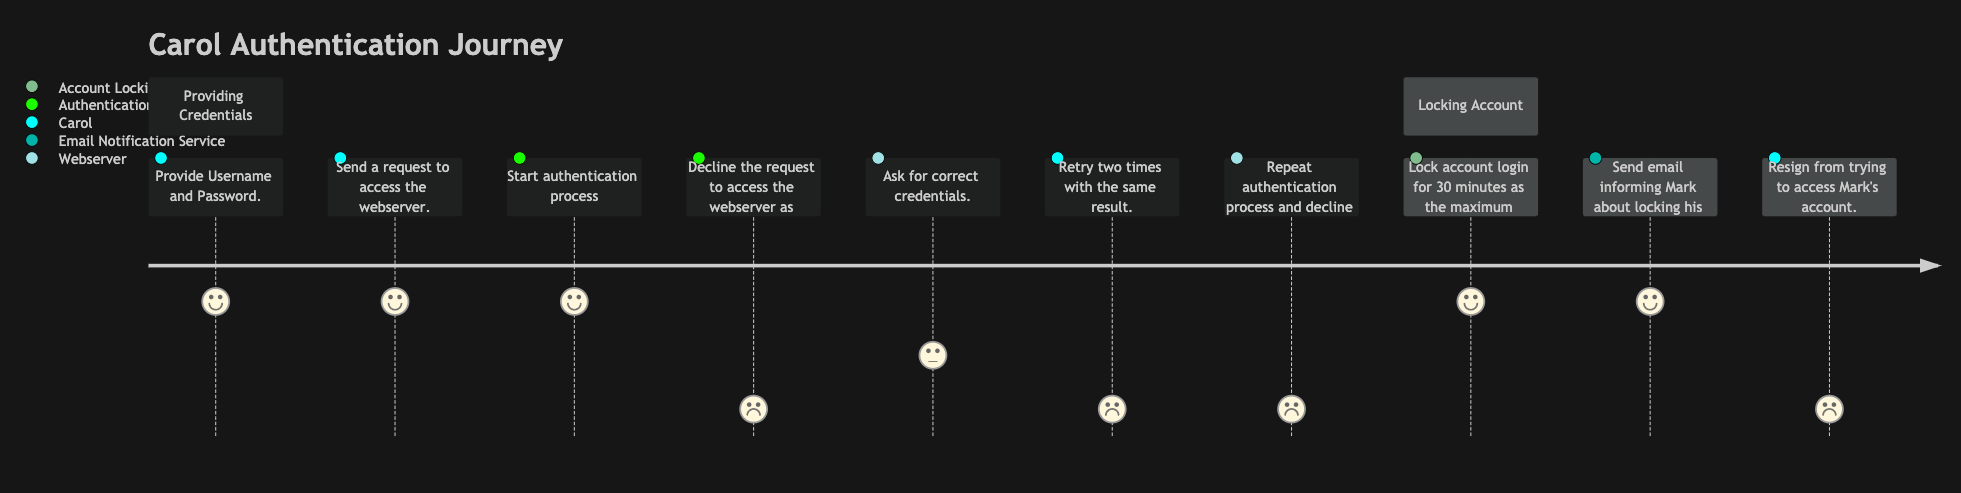 Carol Authentication Journey
Account Locki
Authentication
Carol
Email Notification Service
Webserver
Providing
Credentials
Locking Account
Provide Username
and Password.
Send a request to
access the
webserver.
Start authentication
process
Decline the request
to access the
webserver as
Ask for correct
credentials.
Retry two times
with the same
result.
Repeat
authentication
process and decline
Lock account login
for 30 minutes as
the maximum
Send email
informing Mark
about locking his
Resign from trying
to access Mark's
account.